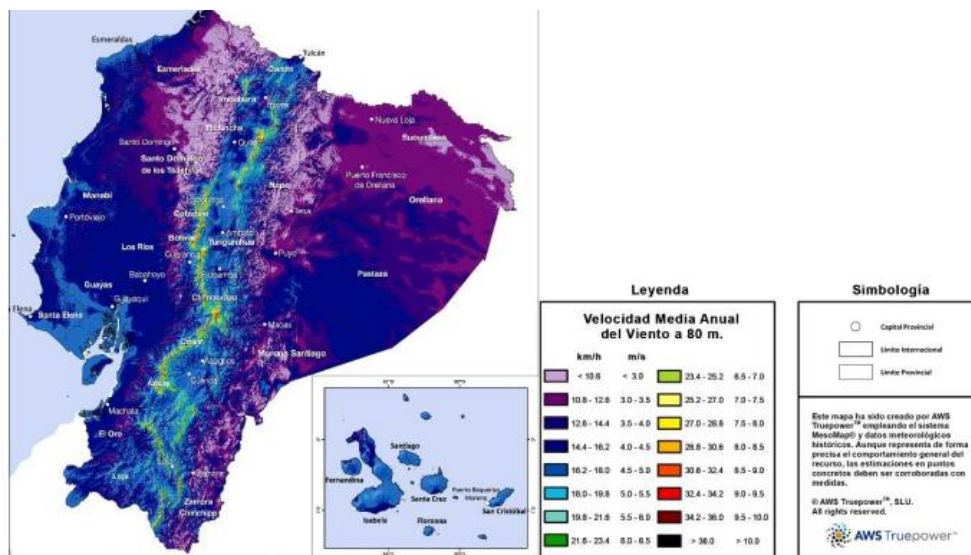 Esmeraldas
Tulcán
Carchi
Esmeraldas
Imbabura
Ibarra
Pichincha
Nueva Loja
Sucumbíos
Quito
Santo Domingo
Santo Domingo
de los Tsáchilas
Puerto Francisco
de Orellana
Napo
Orellana
Manabí
Latacunga
Tena
Portoviejo
Cotopaxi
Ambato
Los Ríos
Bolívar
Tungurahua
Guaranda
Puyo
Riobamba
Pastaza
Babahoyo
Guayas
Chimborazo
Guayaquil
Santa Elena
Macas
Cañar
Morona Santiago
Azogues
Cuenca
Azuay
Machala
El Oro
Loja
Zamora
Zamora
Chinchipe
Santiago
Fernandina
Santa Cruz
Puerto Baquerizo
Moreno
San Cristóbal
Isabela
Floreana
Leyenda
Velocidad Media Anual
del Viento a 80 m.
km/h m/s
< 10.8 < 3.0 23.4 - 25.2 6.5 - 7.0
10.8 - 12.6 3.0 - 3.5 25.2 - 27.0 7.0 - 7.5
12.6 - 14.4 3.5 - 4.0 27.0 - 28.8 7.5 - 8.0
14.4 - 16.2 4.0 - 4.5 28.8 - 30.6 8.0 - 8.5
16.2 - 18.0 4.5 - 5.0 30.6 - 32.4 8.5 - 9.0
18.0 - 19.8 5.0 - 5.5 32.4 - 34.2 9.0 - 9.5
19.8 - 21.6 5.5 - 6.0 34.2 - 36.0 9.5 - 10.0
21.6 - 23.4 6.0 - 6.5 > 36.0 > 10.0
Simbología
Capital Provincial
Límite Internacional
Límite Provincial
Este mapa ha sido creado por AWS
Truepower™ empleando el sistema
MesoMap® y datos meteorológicos
históricos. Aunque representa de forma
precisa el comportamiento general del
recurso, las estimaciones en puntos
concretos deben ser corroboradas con
medidas.
© AWS Truepower™, SLU.
All rights reserved.
AWS Truepower™